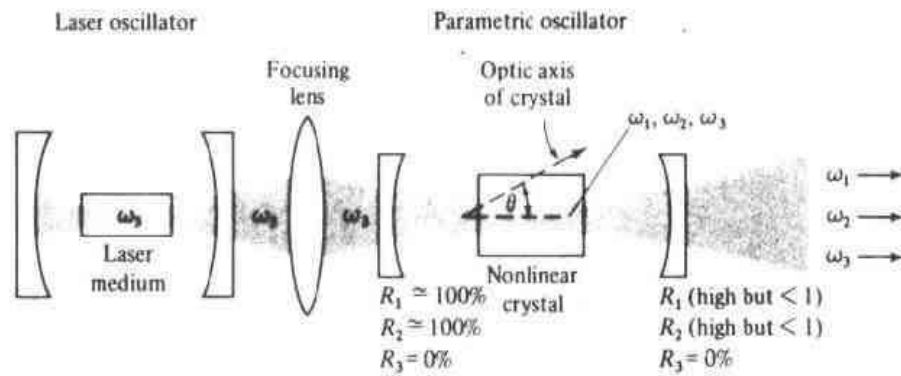 Laser oscillator
Parametric oscillator
Focusing
lens
Optic axis
of crystal
ω₁, ω₂, ω₃
ω₃
ω₃
ω₃
θ
Laser
medium
Nonlinear
crystal
R₁ ≃ 100%
R₂ ≃ 100%
R₃ = 0%
R₁ (high but < 1)
R₂ (high but < 1)
R₃ = 0%
ω₁
ω₂
ω₃